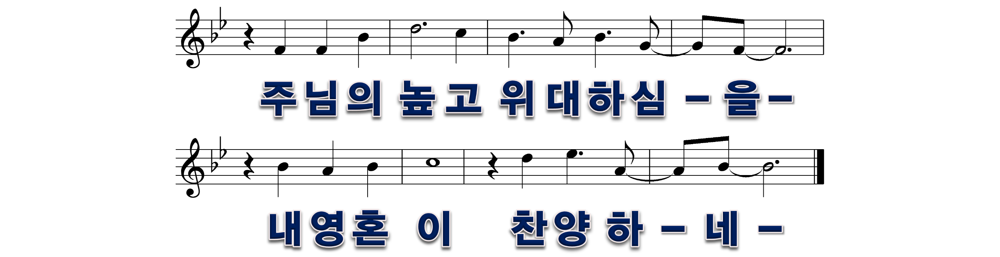 주님의 높고 위대하심 - 을 -
내영혼 이 찬양 하 - 네 -